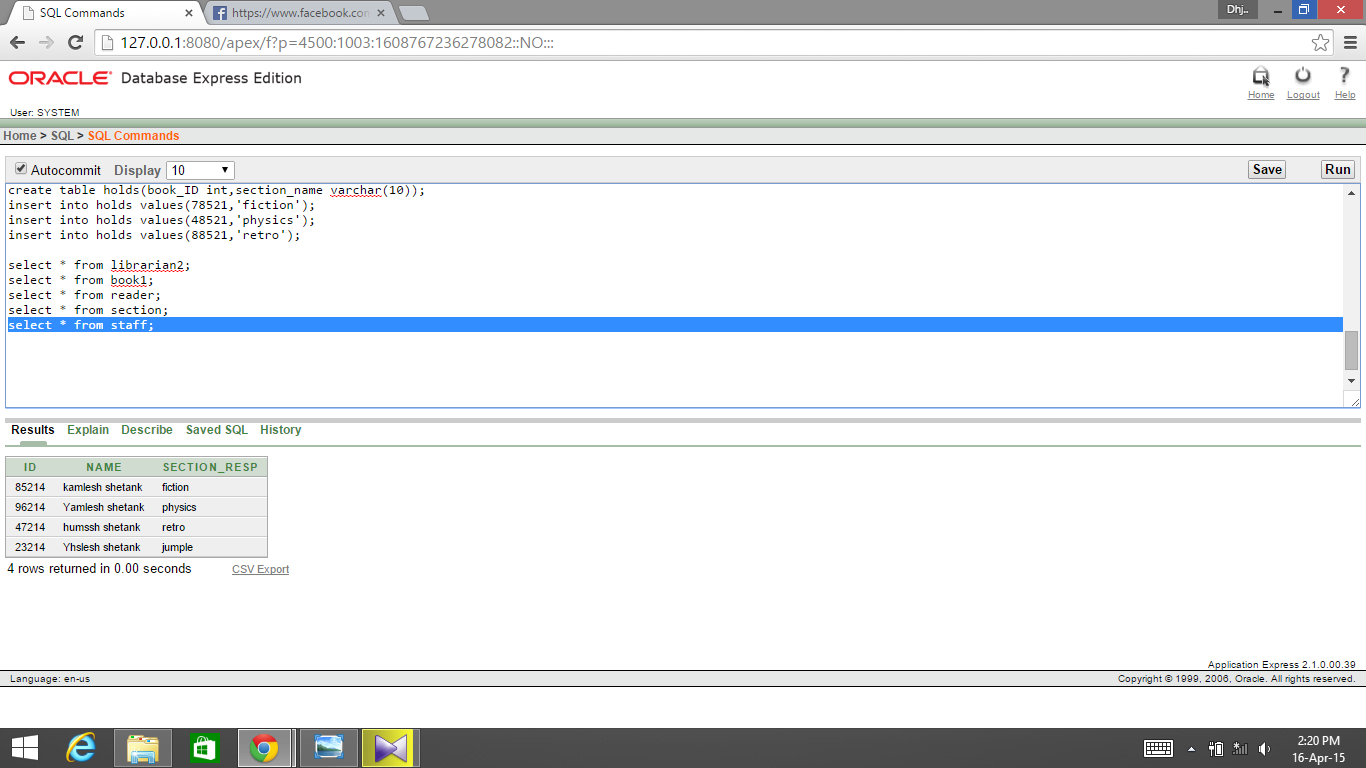 SQL Commands
https://www.facebook.con
Dhj..
127.0.0.1:8080/apex/f?p=4500:1003:1608767236278082::NO:::
ORACLE Database Express Edition
Home Logout Help
User: SYSTEM
Home > SQL > SQL Commands
Autocommit Display 10 Save Run
create table holds(book_ID int,section_name varchar(10));
insert into holds values(78521,'fiction');
insert into holds values(48521,'physics');
insert into holds values(88521,'retro');
select * from librarian2;
select * from book1;
select * from reader;
select * from section;
select * from staff;
Results Explain Describe Saved SQL History
ID NAME SECTION_RESP
85214 kamlesh shetank fiction
96214 Yamlesh shetank physics
47214 humssh shetank retro
23214 Yhslesh shetank jumple
4 rows returned in 0.00 seconds CSV Export
Application Express 2.1.0.00.39
Language: en-us Copyright © 1999, 2006, Oracle. All rights reserved.
2:20 PM
16-Apr-15